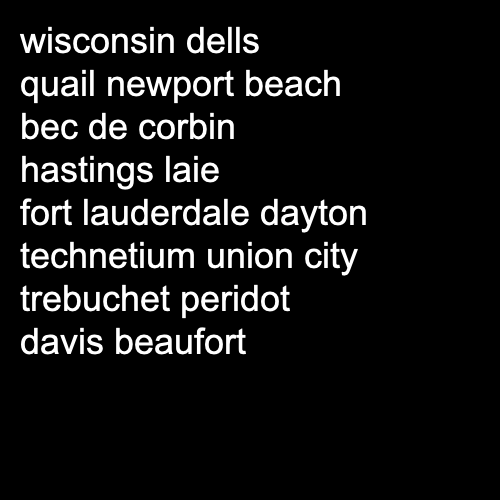 wisconsin dells
quail newport beach
bec de corbin
hastings laie
fort lauderdale dayton
technetium union city
trebuchet peridot
davis beaufort